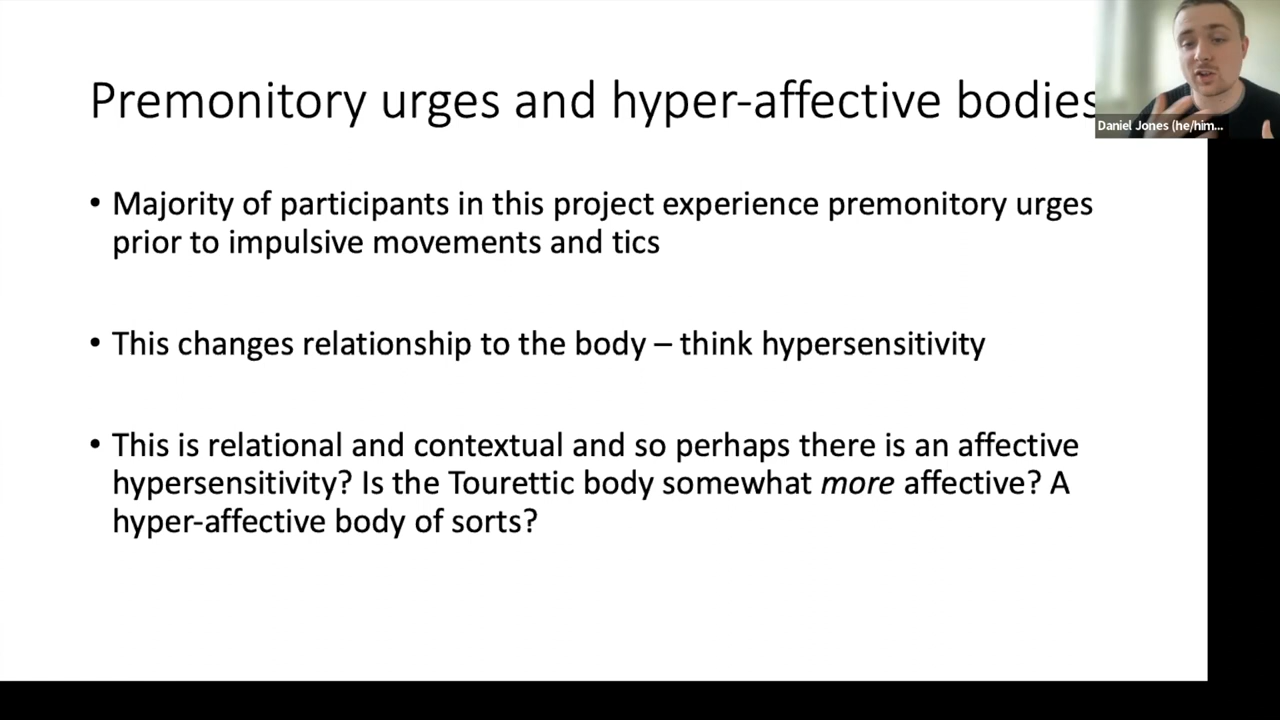 Premonitory urges and hyper-affective bodies
Daniel Jones (he/him...
• Majority of participants in this project experience premonitory urges
prior to impulsive movements and tics
• This changes relationship to the body – think hypersensitivity
• This is relational and contextual and so perhaps there is an affective
hypersensitivity? Is the Tourettic body somewhat more affective? A
hyper-affective body of sorts?